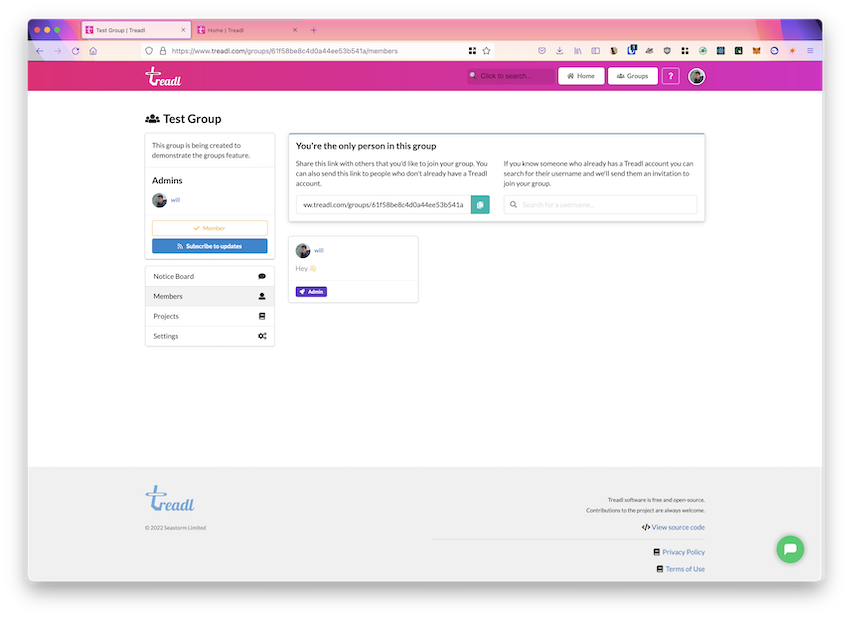 Test Group | Treadl
Home | Treadl
https://www.treadl.com/groups/61f58be8c4d0a44ee53b541a/members
treadl
Click to search...
Home
Groups
?
Test Group
This group is being created to
demonstrate the groups feature.
Admins
will
Member
Subscribe to updates
Notice Board
Members
Projects
Settings
You're the only person in this group
Share this link with others that you'd like to join your group. You
can also send this link to people who don't already have a Treadl
account.
vw.treadl.com/groups/61f58be8c4d0a44ee53b541a
If you know someone who already has a Treadl account you can
search for their username and we'll send them an invitation to
join your group.
Search for a username...
will
Hey 👋
Admin
treadl
© 2022 Seastorm Limited
Treadl software is free and open-source.
Contributions to the project are always welcome.
</> View source code
Privacy Policy
Terms of Use